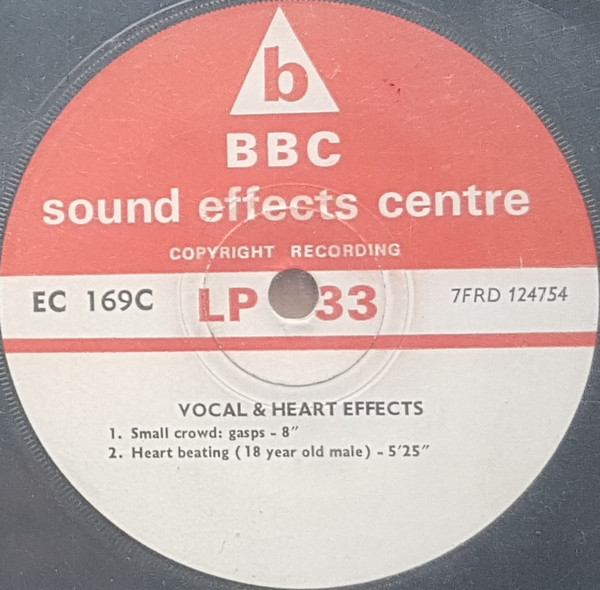 b
BBC
sound effects centre
COPYRIGHT RECORDING
EC 169C LP 33 7FRD 124754
VOCAL & HEART EFFECTS
1. Small crowd: gasps - 8"
2. Heart beating (18 year old male) - 5'25"